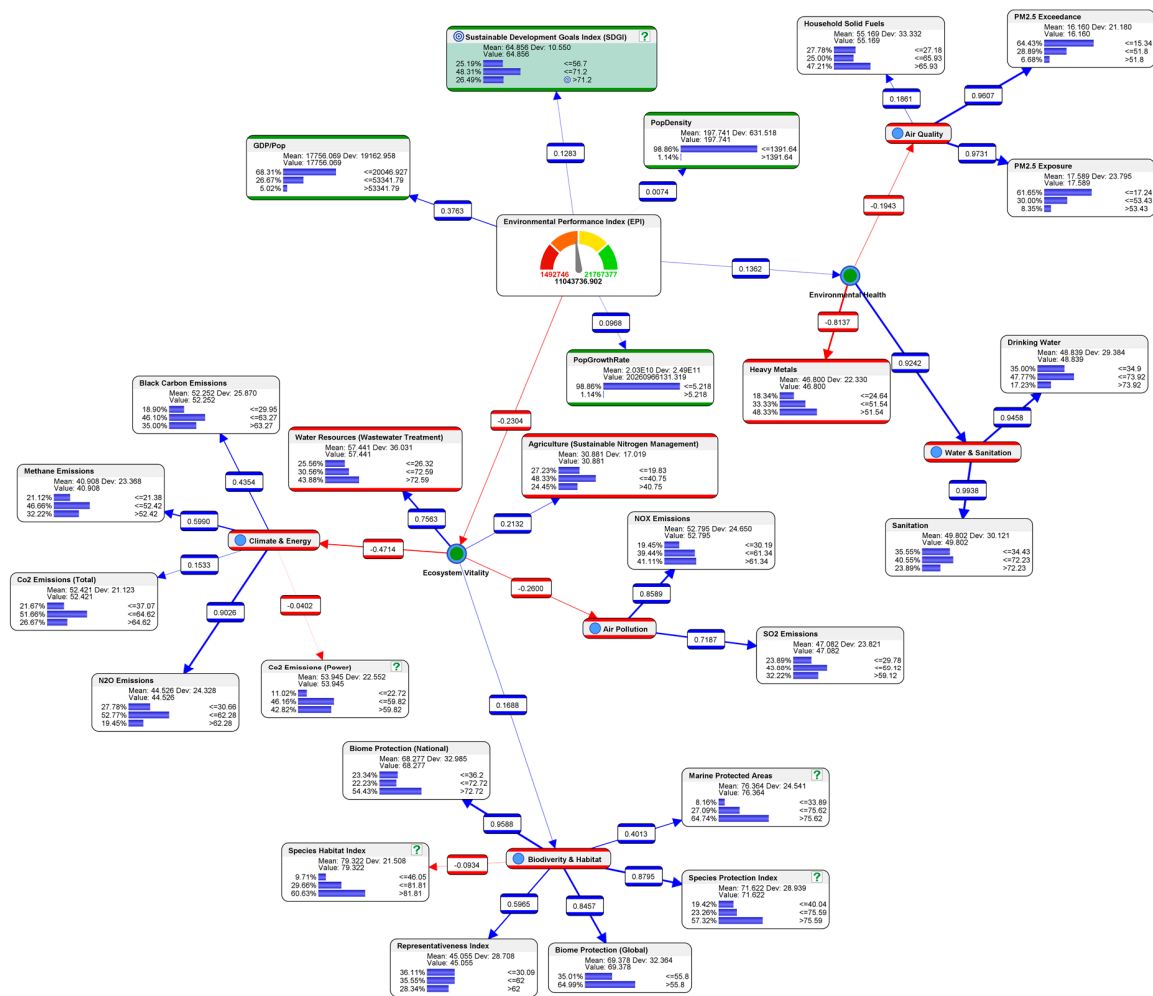 Sustainable Development Goals Index (SDGI) ?
Mean: 64.856 Dev: 10.550
Value: 64.856
25.19% <=56.7
48.31% <=71.2
26.49% >71.2
Household Solid Fuels
Mean: 55.169 Dev: 33.332
Value: 55.169
27.78% <=27.18
25.00% <=65.93
47.21% >65.93
PM2.5 Exceedance
Mean: 16.160 Dev: 21.180
Value: 16.160
64.43% <=15.34
28.89% <=51.8
6.68% >51.8
0.1861
0.9607
Air Quality
0.9731
PM2.5 Exposure
Mean: 17.589 Dev: 23.795
Value: 17.589
61.65% <=17.24
30.00% <=53.43
8.35% >53.43
PopDensity
Mean: 197.741 Dev: 631.518
Value: 197.741
98.86% <=1391.64
1.14% >1391.64
0.0074
0.1283
GDP/Pop
Mean: 17756.069 Dev: 19162.958
Value: 17756.069
68.31% <=20046.927
26.67% <=53341.79
5.02% >53341.79
0.3763
-0.1943
Environmental Performance Index (EPI)
1492746 21767377
11043736.902
0.1362
Environmental Health
0.0968
-0.8137
0.9242
PopGrowthRate
Mean: 2.03E10 Dev: 2.49E11
Value: 20260966131.319
98.86% <=5.218
1.14% >5.218
Heavy Metals
Mean: 46.800 Dev: 22.330
Value: 46.800
18.34% <=24.64
33.33% <=51.54
48.33% >51.54
Drinking Water
Mean: 48.839 Dev: 29.384
Value: 48.839
35.00% <=34.9
47.77% <=73.92
17.23% >73.92
0.9458
Water & Sanitation
0.9938
Sanitation
Mean: 49.802 Dev: 30.121
Value: 49.802
35.55% <=34.43
40.55% <=72.23
23.89% >72.23
-0.2304
Black Carbon Emissions
Mean: 52.252 Dev: 25.870
Value: 52.252
18.90% <=29.95
46.10% <=63.27
35.00% >63.27
Water Resources (Wastewater Treatment)
Mean: 57.441 Dev: 36.031
Value: 57.441
25.56% <=26.32
30.56% <=72.59
43.88% >72.59
Agriculture (Sustainable Nitrogen Management)
Mean: 30.881 Dev: 17.019
Value: 30.881
27.23% <=19.83
48.33% <=40.75
24.45% >40.75
Methane Emissions
Mean: 40.908 Dev: 23.368
Value: 40.908
21.12% <=21.38
46.66% <=52.42
32.22% >52.42
0.4354
0.5990
0.7563
0.2132
Climate & Energy
-0.4714
Ecosystem Vitality
0.1533
Co2 Emissions (Total)
Mean: 52.421 Dev: 21.123
Value: 52.421
21.67% <=37.07
51.66% <=64.62
26.67% >64.62
0.9026
-0.0402
NOX Emissions
Mean: 52.795 Dev: 24.650
Value: 52.795
19.45% <=30.19
39.44% <=61.34
41.11% >61.34
-0.2600
0.8589
Air Pollution
0.7187
SO2 Emissions
Mean: 47.082 Dev: 23.821
Value: 47.082
23.89% <=29.78
43.88% <=59.12
32.22% >59.12
N2O Emissions
Mean: 44.526 Dev: 24.328
Value: 44.526
27.78% <=30.66
52.77% <=62.28
19.45% >62.28
Co2 Emissions (Power) ?
Mean: 53.945 Dev: 22.552
Value: 53.945
11.02% <=22.72
46.16% <=59.82
42.82% >59.82
0.1688
Biome Protection (National)
Mean: 68.277 Dev: 32.985
Value: 68.277
23.34% <=36.2
22.23% <=72.72
54.43% >72.72
Marine Protected Areas ?
Mean: 76.364 Dev: 24.541
Value: 76.364
8.16% <=33.89
27.09% <=75.62
64.74% >75.62
0.9588
0.4013
Species Habitat Index ?
Mean: 79.322 Dev: 21.508
Value: 79.322
9.71% <=46.05
29.66% <=81.81
60.63% >81.81
-0.0934
Biodiverity & Habitat
0.8795
Species Protection Index ?
Mean: 71.622 Dev: 28.939
Value: 71.622
19.42% <=40.04
23.26% <=75.59
57.32% >75.59
0.5965
0.8457
Representativeness Index
Mean: 45.055 Dev: 28.708
Value: 45.055
36.11% <=30.09
35.55% <=62
28.34% >62
Biome Protection (Global)
Mean: 69.378 Dev: 32.364
Value: 69.378
35.01% <=55.8
64.99% >55.8